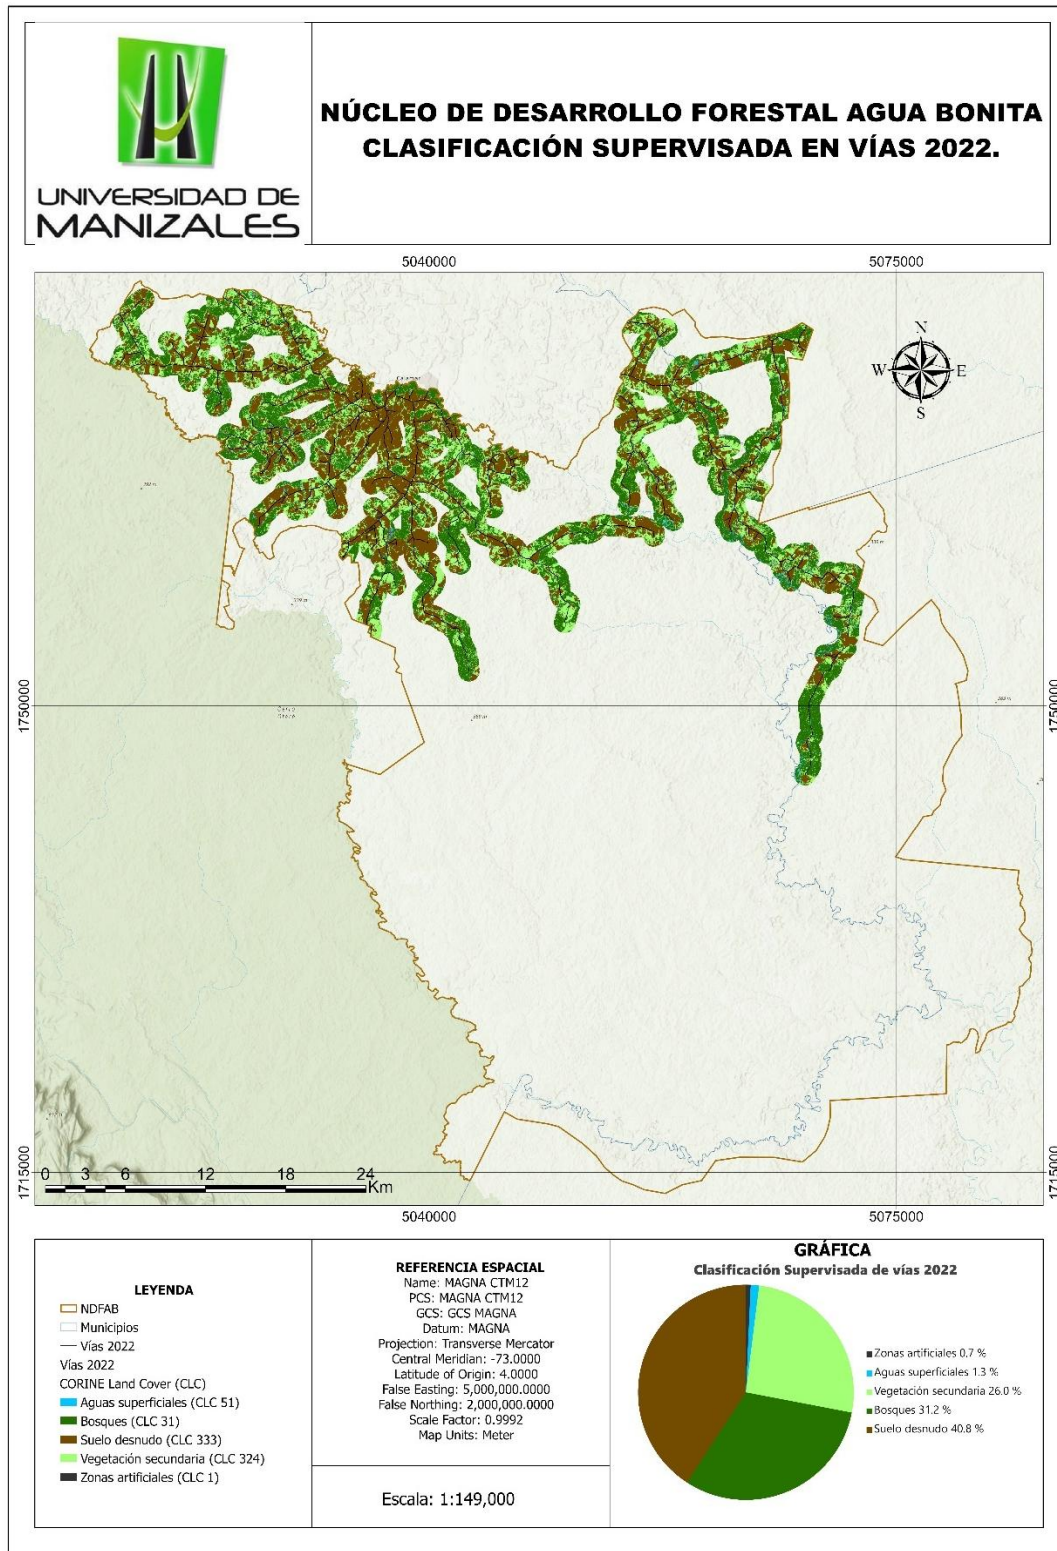 UNIVERSIDAD DE
MANIZALES
NÚCLEO DE DESARROLLO FORESTAL AGUA BONITA
CLASIFICACIÓN SUPERVISADA EN VÍAS 2022.
5040000
5075000
N
W
E
S
1750000
1750000
1715000
1715000
0 3 6 12 18 24
Km
5040000
5075000
LEYENDA
NDFAB
Municipios
Vías 2022
Vías 2022
CORINE Land Cover (CLC)
Aguas superficiales (CLC 51)
Bosques (CLC 31)
Suelo desnudo (CLC 333)
Vegetación secundaria (CLC 324)
Zonas artificiales (CLC 1)
REFERENCIA ESPACIAL
Name: MAGNA CTM12
PCS: MAGNA CTM12
GCS: GCS MAGNA
Datum: MAGNA
Projection: Transverse Mercator
Central Meridian: -73.0000
Latitude of Origin: 4.0000
False Easting: 5,000,000.0000
False Northing: 2,000,000.0000
Scale Factor: 0.9992
Map Units: Meter
Escala: 1:149,000
GRÁFICA
Clasificación Supervisada de vías 2022
Zonas artificiales 0.7 %
Aguas superficiales 1.3 %
Vegetación secundaria 26.0 %
Bosques 31.2 %
Suelo desnudo 40.8 %